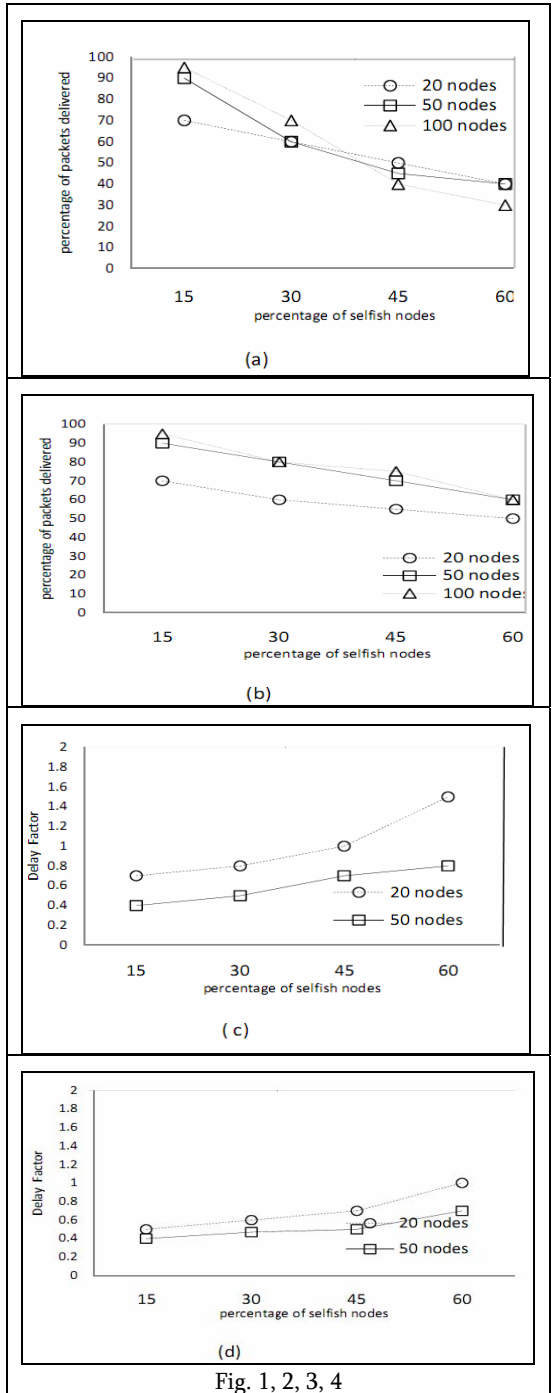 percentage of packets delivered
100
90
80
70
60
50
40
30
20
10
0
20 nodes
50 nodes
100 nodes
15 30 45 60
percentage of selfish nodes
(a)
percentage of packets delivered
100
90
80
70
60
50
40
30
20
10
0
20 nodes
50 nodes
100 nodes
15 30 45 60
percentage of selfish nodes
(b)
Delay Factor
2
1.8
1.6
1.4
1.2
1
0.8
0.6
0.4
0.2
0
20 nodes
50 nodes
15 30 45 60
percentage of selfish nodes
( c)
Delay Factor
2
1.8
1.6
1.4
1.2
1
0.8
0.6
0.4
0.2
0
20 nodes
50 nodes
15 30 45 60
percentage of selfish nodes
(d)
Fig. 1, 2, 3, 4